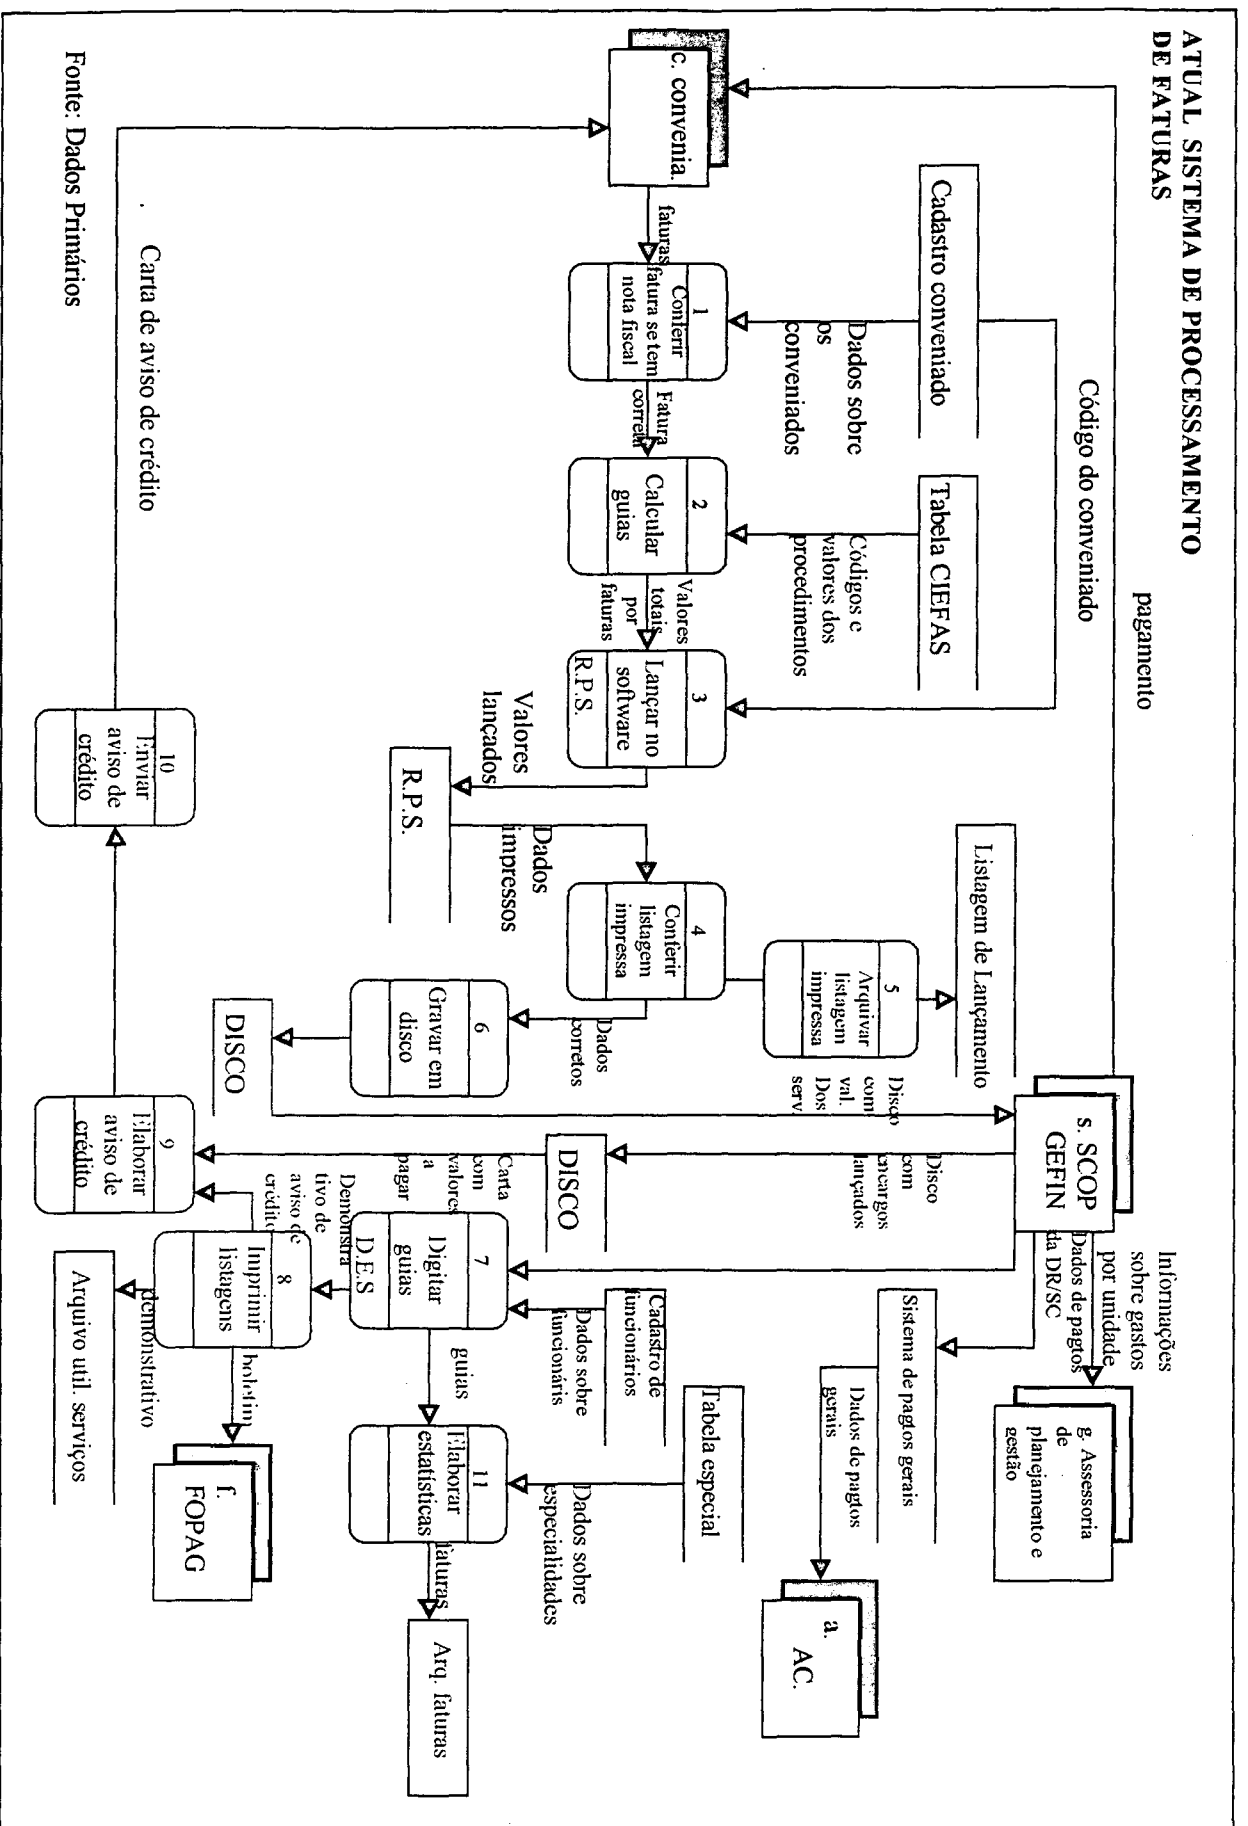 ATUAL SISTEMA DE PROCESSAMENTO
DE FATURAS
pagamento
Código do conveniado
Cadastro conveniado
Dados sobre
os
conveniados
Tabela CIEFAS
Códigos e
valores dos
procedimentos
c. convenia.
faturas
1
Conferir
fatura se tem
nota fiscal
Fatura
correta
2
Calcular
guias
Valores
totais
por
faturas
3
Lançar no
software
R.P.S.
Valores
lançados
R.P.S.
Dados
impressos
4
Conferir
listagem
impressa
5
Arquivar
listagem
impressa
Listagem de Lançamento
Dados
corretos
6
Gravar em
disco
DISCO
Disco
com
val.
Dos
serv.
s. SCOP
GEFIN
Informações
sobre gastos
por unidade
Dados de pagtos
da DR/SC
g. Assessoria
de
planejamento e
gestão
Sistema de pagtos gerais
Dados de pagtos
gerais
a.
AC.
Disco
com
encargos
lançados
DISCO
Carta
com
valores
a
pagar
Cadastro de
funcionários
Dados sobre
funcionáris
Tabela especial
Dados sobre
especialidades
7
Digitar
guias
D.E.S
guias
11
Elaborar
estatísticas
faturas
Arq. faturas
Demonstra
tivo de
aviso de
crédito
8
Imprimir
listagens
boletim
f.
FOPAG
demonstrativo
Arquivo util. serviços
9
Elaborar
aviso de
crédito
10
Enviar
aviso de
crédito
Carta de aviso de crédito
Fonte: Dados Primários